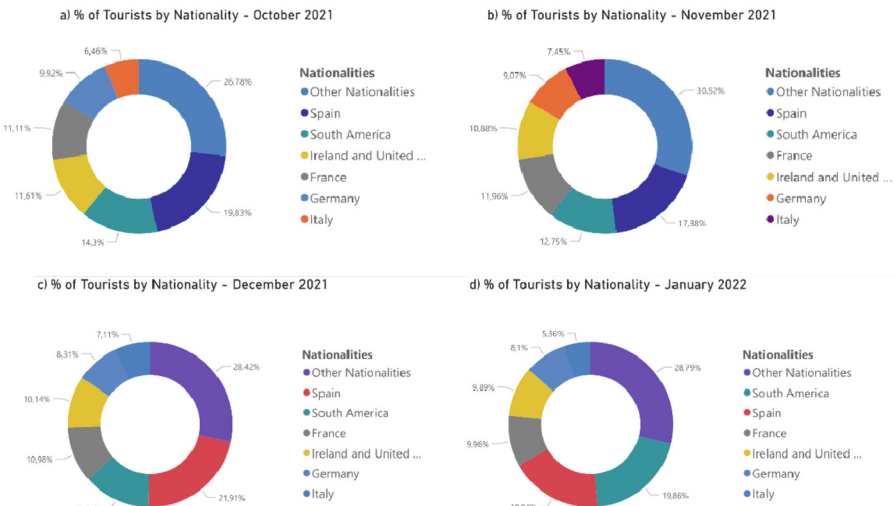 a) % of Tourists by Nationality - October 2021
6,46%
9,92%
26,78%
11,11%
11,61%
19,83%
14,3%
Nationalities
Other Nationalities
Spain
South America
Ireland and United ...
France
Germany
Italy
b) % of Tourists by Nationality - November 2021
7,45%
9,07%
30,52%
10,88%
11,96%
17,38%
12,75%
Nationalities
Other Nationalities
Spain
South America
France
Ireland and United ...
Germany
Italy
c) % of Tourists by Nationality - December 2021
7,11%
8,31%
28,42%
10,14%
10,98%
21,91%
Nationalities
Other Nationalities
Spain
South America
France
Ireland and United ...
Germany
Italy
d) % of Tourists by Nationality - January 2022
5,36%
8,1%
28,79%
9,89%
9,96%
19,86%
Nationalities
Other Nationalities
South America
Spain
France
Ireland and United ...
Germany
Italy